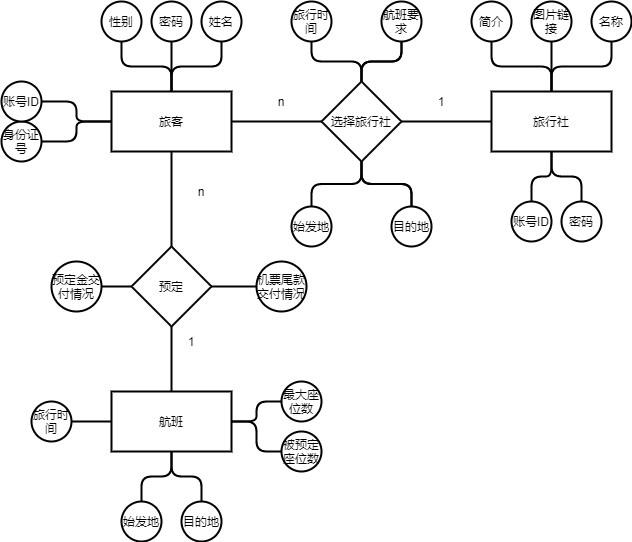 性别
密码
姓名
旅行时
间
航班要
求
简介
图片链
接
名称
账号ID
身份证
号
旅客
n
选择旅行社
1
旅行社
始发地
目的地
账号ID
密码
n
预定金交
付情况
预定
机票尾款
交付情况
1
旅行时
间
航班
最大座
位数
被预定
座位数
始发地
目的地